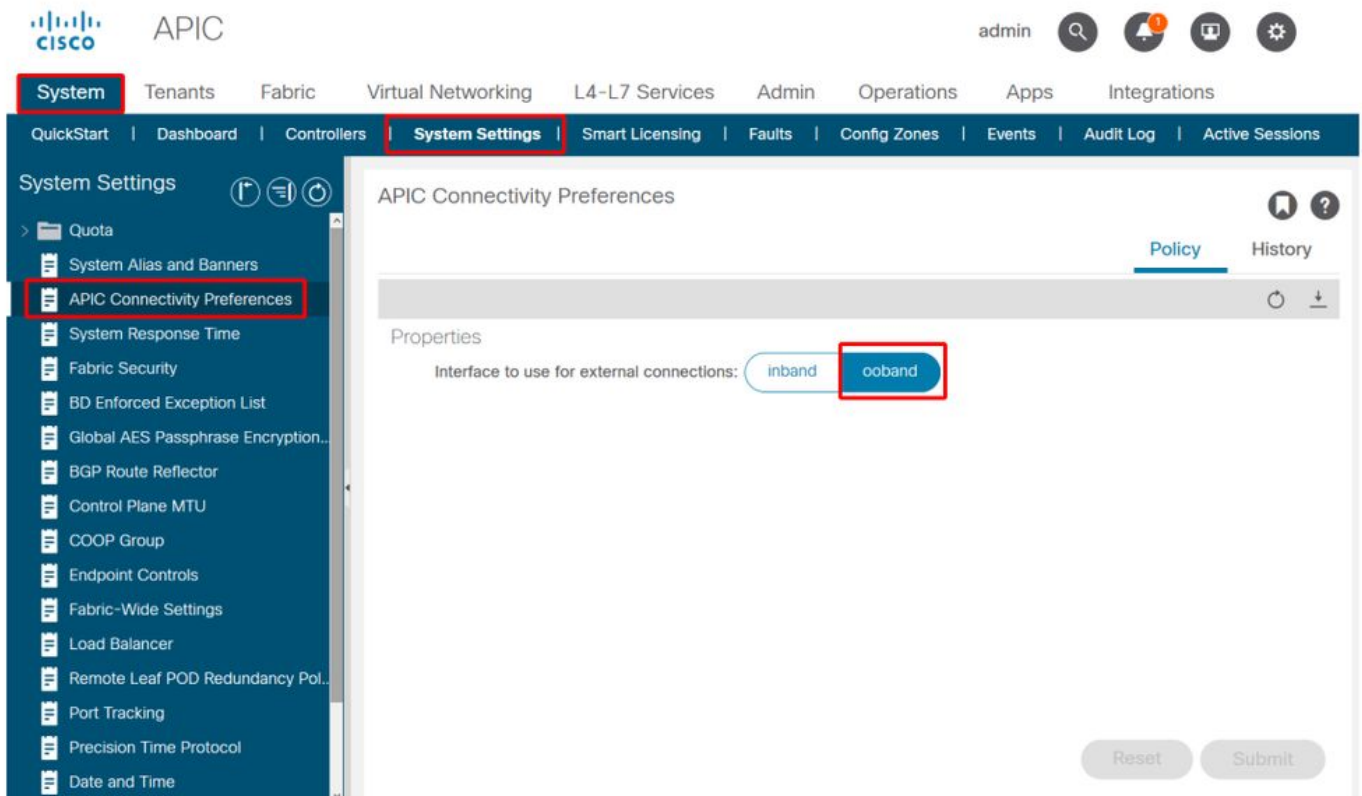 CISCO APIC admin 1
System Tenants Fabric Virtual Networking L4-L7 Services Admin Operations Apps Integrations
QuickStart | Dashboard | Controllers | System Settings | Smart Licensing | Faults | Config Zones | Events | Audit Log | Active Sessions
System Settings
Quota
System Alias and Banners
APIC Connectivity Preferences
System Response Time
Fabric Security
BD Enforced Exception List
Global AES Passphrase Encryption...
BGP Route Reflector
Control Plane MTU
COOP Group
Endpoint Controls
Fabric-Wide Settings
Load Balancer
Remote Leaf POD Redundancy Pol...
Port Tracking
Precision Time Protocol
Date and Time
APIC Connectivity Preferences
Policy History
Properties
Interface to use for external connections: inband ooband
Reset Submit